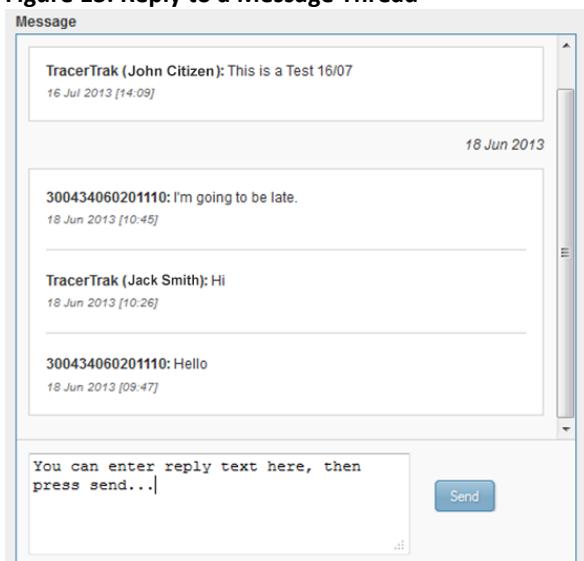 Figure 13: Reply to a Message Thread
Message
TracerTrak (John Citizen): This is a Test 16/07
16 Jul 2013 [14:09]
18 Jun 2013
300434060201110: I'm going to be late.
18 Jun 2013 [10:45]
TracerTrak (Jack Smith): Hi
18 Jun 2013 [10:26]
300434060201110: Hello
18 Jun 2013 [09:47]
You can enter reply text here, then
press send...
Send